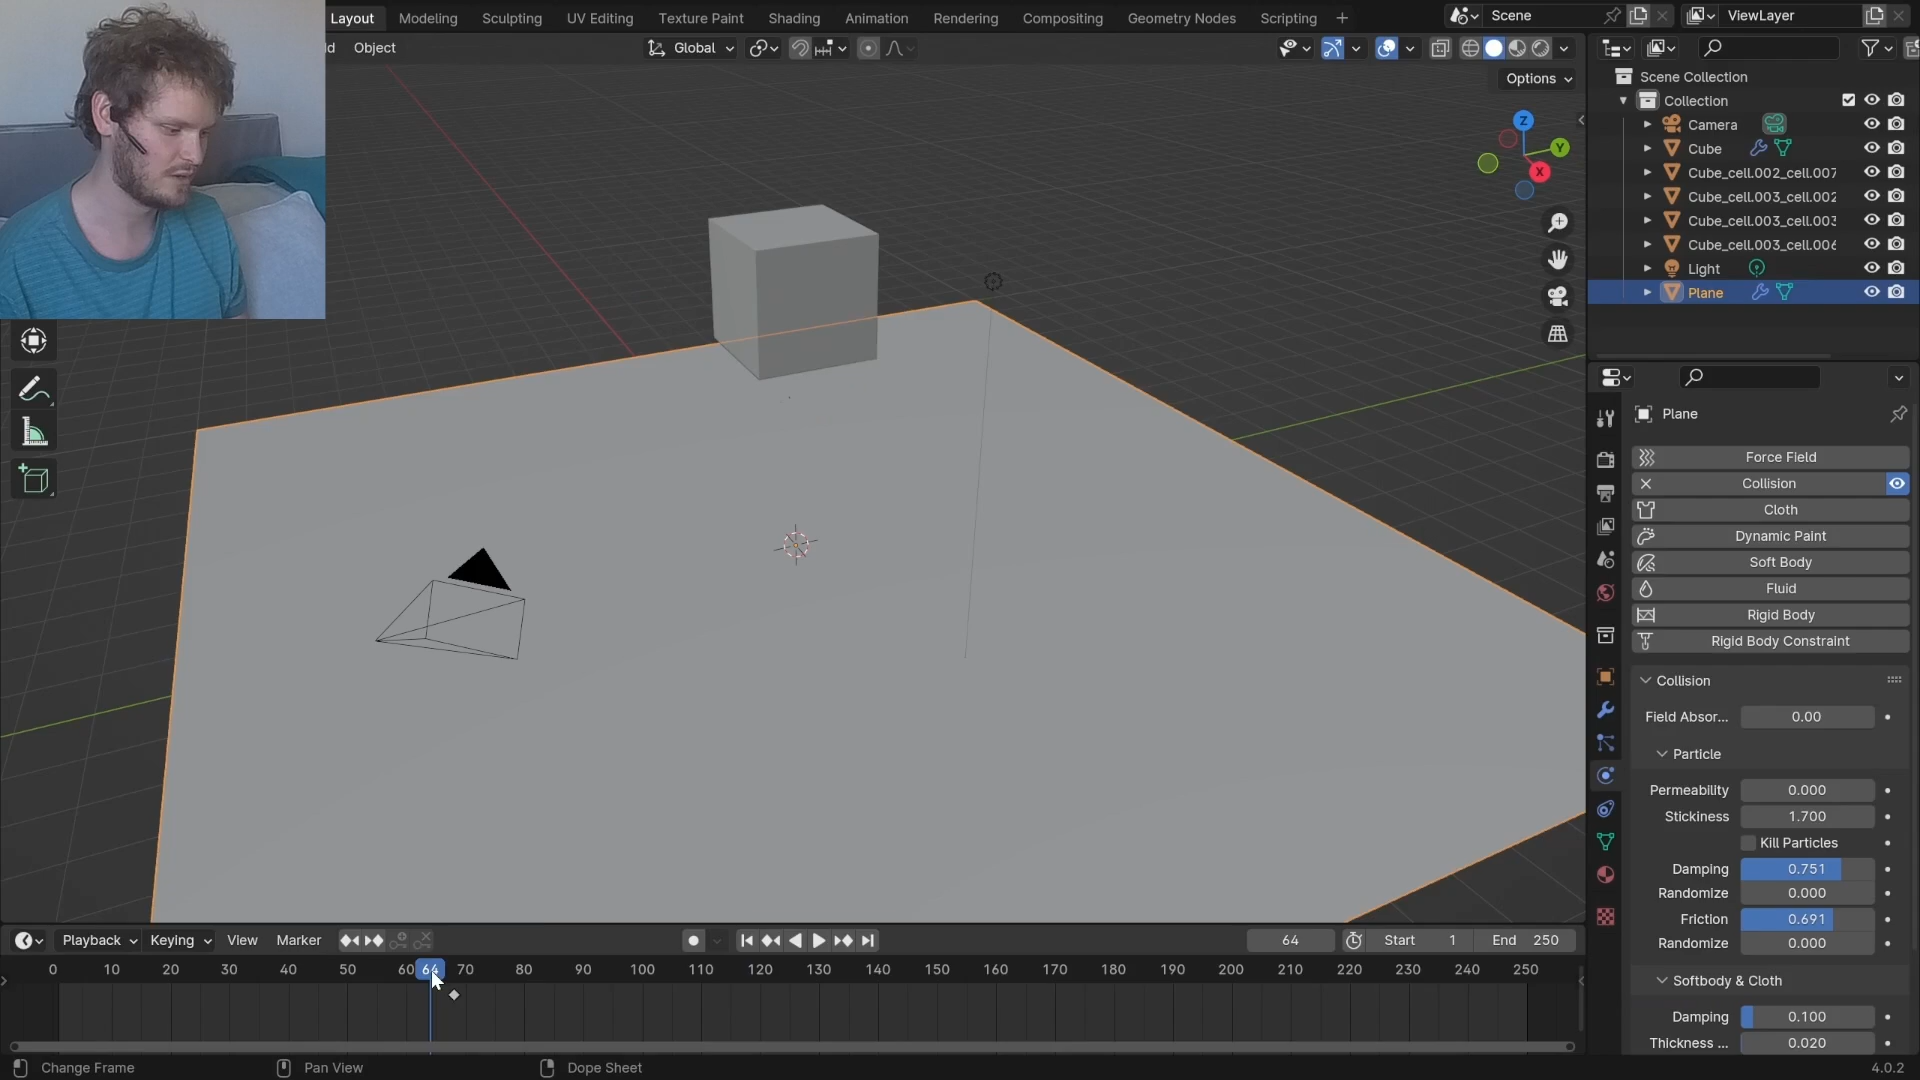 Layout Modeling Sculpting UV Editing Texture Paint Shading Animation Rendering Compositing Geometry Nodes Scripting + Scene ViewLayer
d Object Global
Options
Scene Collection
Collection
Camera
Cube
Cube_cell.002_cell.007
Cube_cell.003_cell.002
Cube_cell.003_cell.003
Cube_cell.003_cell.006
Light
Plane
Z
Y
X
Plane
Force Field
Collision
Cloth
Dynamic Paint
Soft Body
Fluid
Rigid Body
Rigid Body Constraint
Collision
Field Absor... 0.00
Particle
Permeability 0.000
Stickiness 1.700
Kill Particles
Damping 0.751
Randomize 0.000
Friction 0.691
Randomize 0.000
Softbody & Cloth
Damping 0.100
Thickness ... 0.020
Playback Keying View Marker 64 Start 1 End 250
0 10 20 30 40 50 60 64 70 80 90 100 110 120 130 140 150 160 170 180 190 200 210 220 230 240 250
Change Frame Pan View Dope Sheet 4.0.2